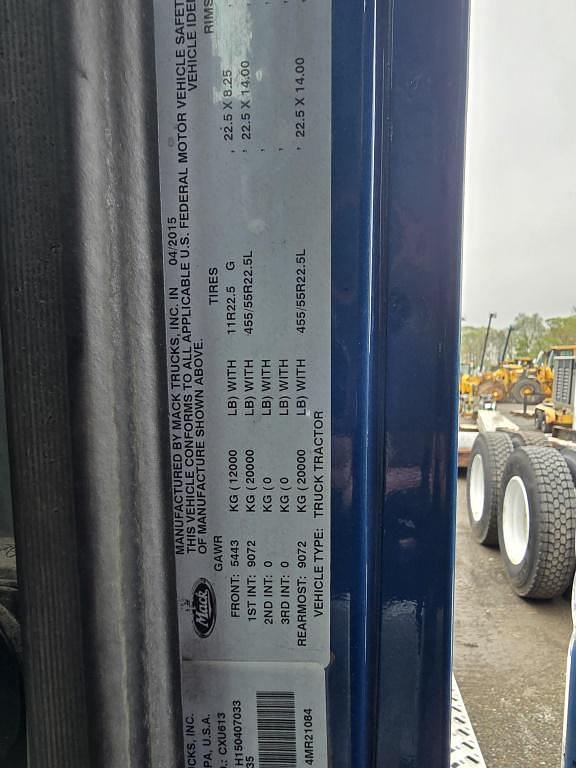 MANUFACTURED BY MACK TRUCKS, INC. IN 04/2015
THIS VEHICLE CONFORMS TO ALL APPLICABLE U.S. FEDERAL MOTOR VEHICLE SAFET
OF MANUFACTURE SHOWN ABOVE. VEHICLE IDE
GAWR TIRES RIMS
FRONT: 5443 KG (12000 LB) WITH 11R22.5 G , 22.5 X 8.25 ,
1ST INT: 9072 KG (20000 LB) WITH 455/55R22.5L , 22.5 X 14.00 ,
2ND INT: 0 KG (0 LB) WITH , ,
3RD INT: 0 KG (0 LB) WITH , ,
REARMOST: 9072 KG (20000 LB) WITH 455/55R22.5L , 22.5 X 14.00 ,
VEHICLE TYPE: TRUCK TRACTOR
Mack
CKS, INC.
PA, U.S.A.
.: CXU613
H150407033
35
4MR21084